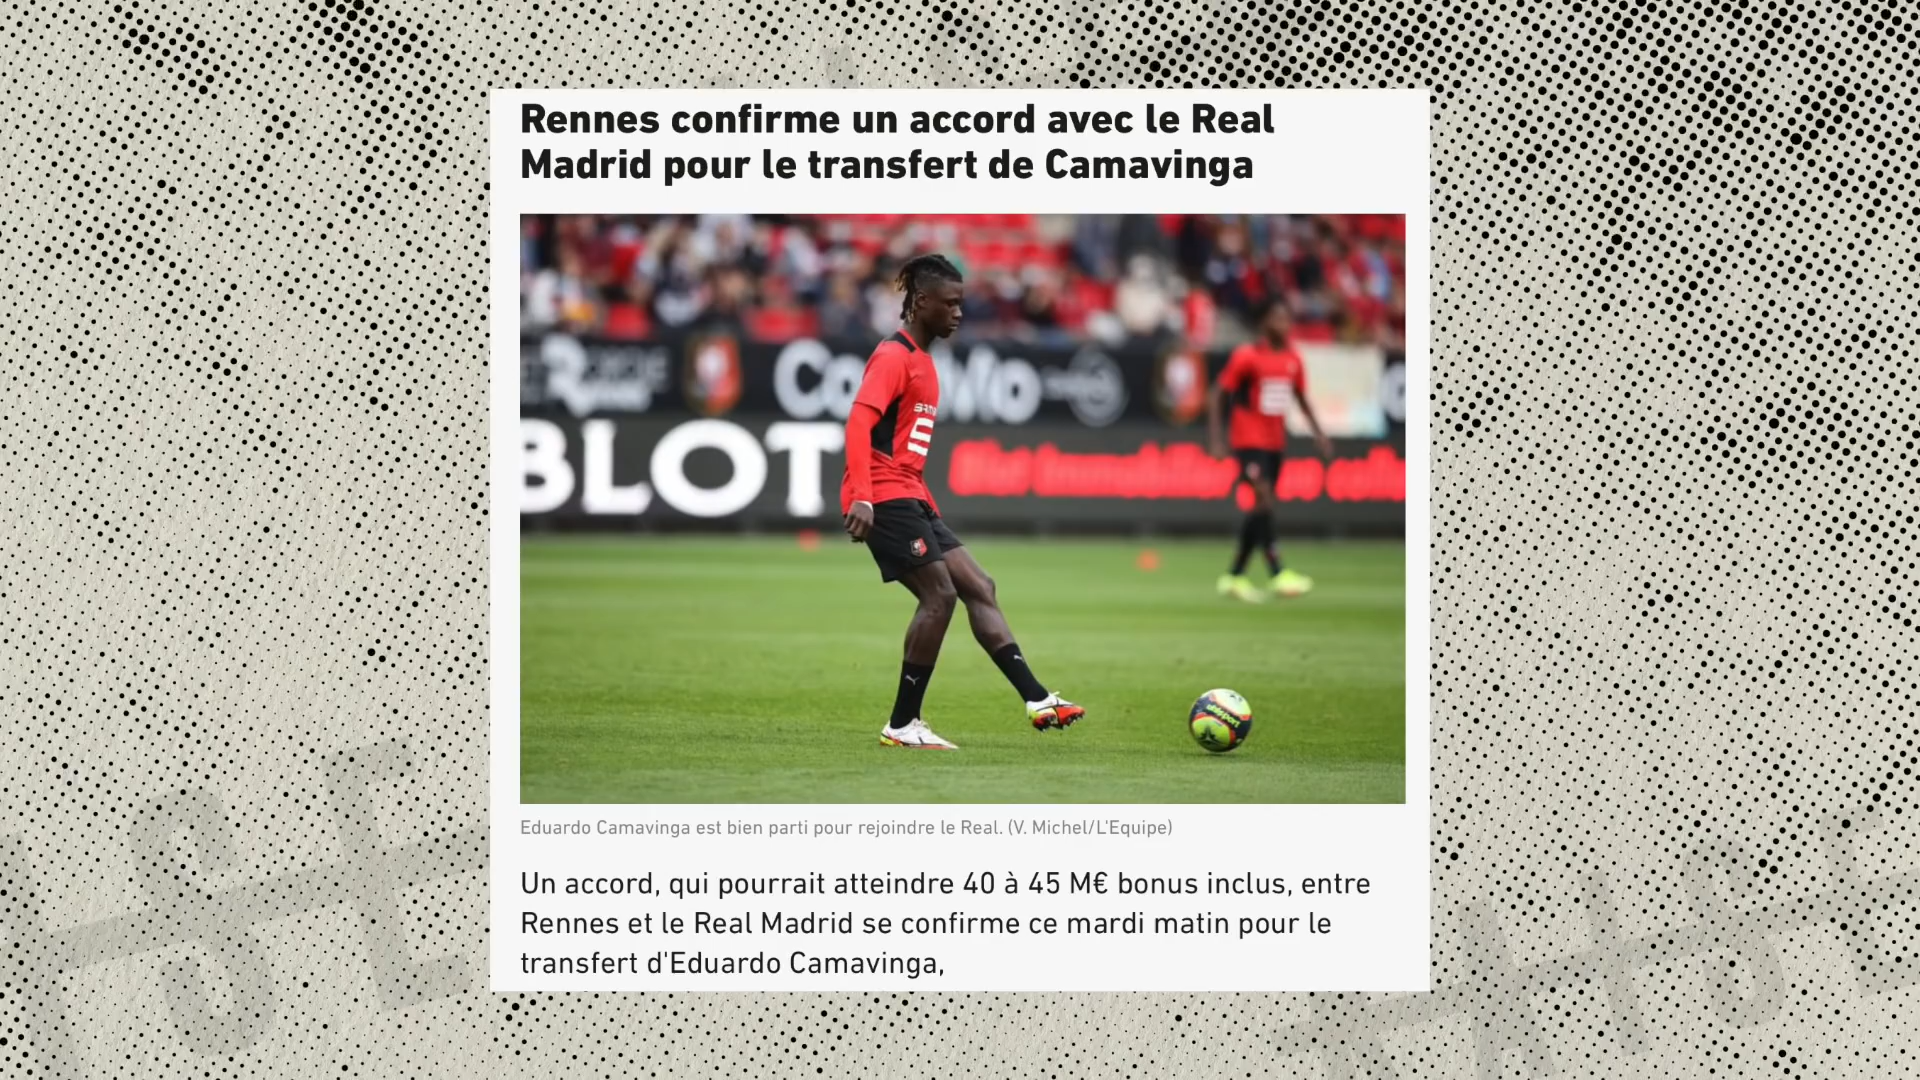 Rennes confirme un accord avec le Real
Madrid pour le transfert de Camavinga
BLOT
uhlsport
Eduardo Camavinga est bien parti pour rejoindre le Real. (V. Michel/L'Equipe)
Un accord, qui pourrait atteindre 40 à 45 M€ bonus inclus, entre
Rennes et le Real Madrid se confirme ce mardi matin pour le
transfert d'Eduardo Camavinga,